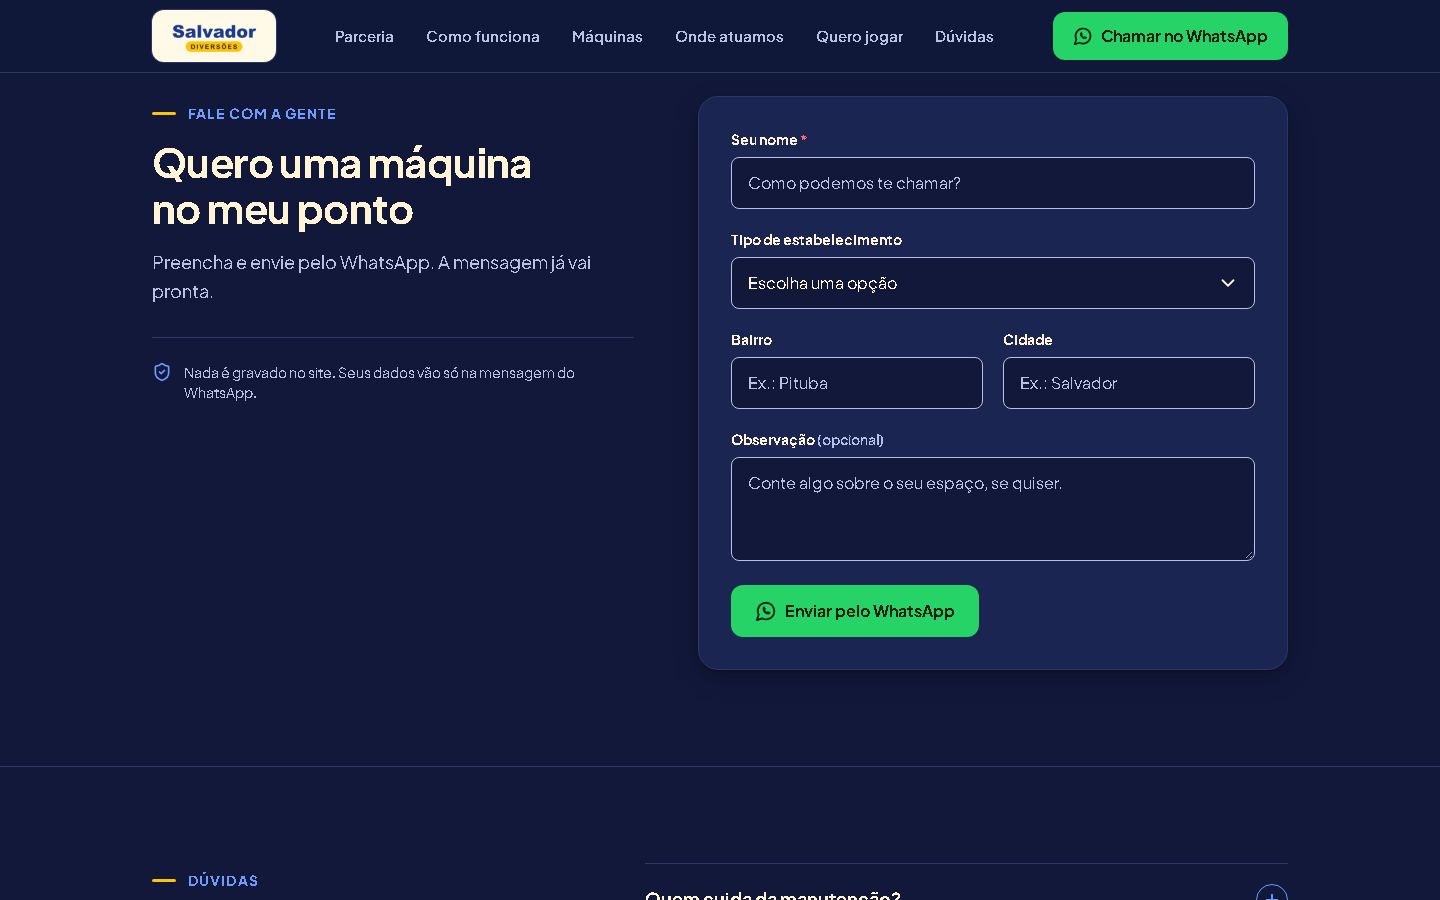 Salvador
DIVERSÕES
Parceria
Como funciona
Máquinas
Onde atuamos
Quero jogar
Dúvidas
Chamar no WhatsApp
FALE COM A GENTE
Quero uma máquina
no meu ponto
Preencha e envie pelo WhatsApp. A mensagem já vai
pronta.
Nada é gravado no site. Seus dados vão só na mensagem do
WhatsApp.
Seu nome *
Como podemos te chamar?
Tipo de estabelecimento
Escolha uma opção
Bairro
Cidade
Ex.: Pituba
Ex.: Salvador
Observação (opcional)
Conte algo sobre o seu espaço, se quiser.
Enviar pelo WhatsApp
DÚVIDAS
Quem cuida da manutenção?